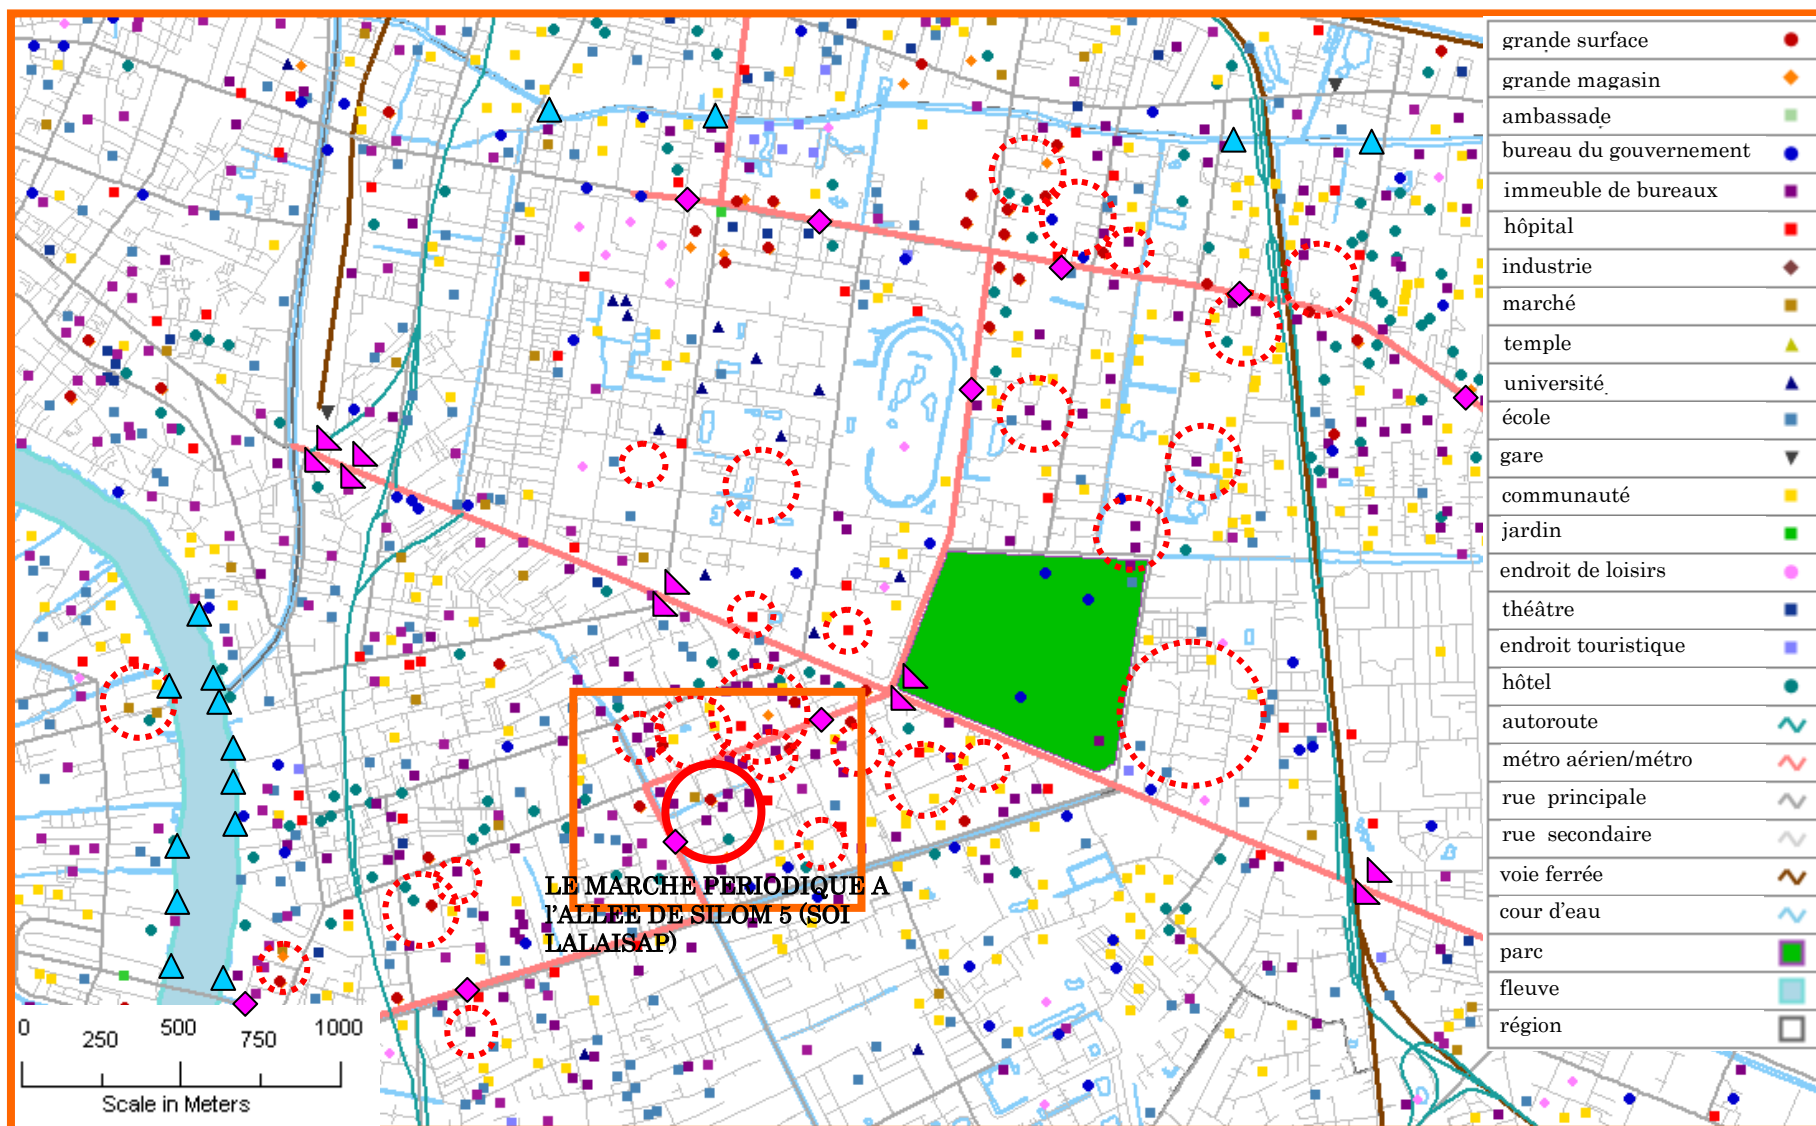 grande surface
grande magasin
ambassade
bureau du gouvernement
immeuble de bureaux
hôpital
industrie
marché
temple
université
école
gare
communauté
jardin
endroit de loisirs
théâtre
endroit touristique
hôtel
autoroute
métro aérien/métro
rue principale
rue secondaire
voie ferrée
cour d'eau
parc
fleuve
région
LE MARCHE PERIODIQUE A
l'ALLEE DE SILOM 5 (SOI
LALAISAP)
0 250 500 750 1000
Scale in Meters